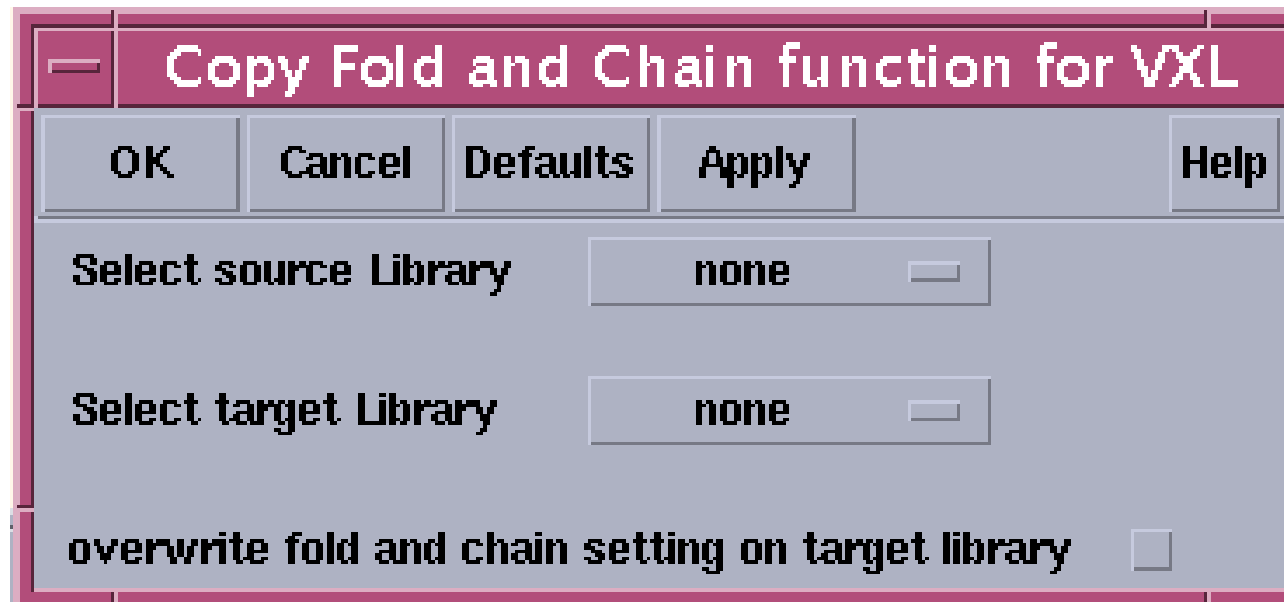 Copy Fold and Chain function for VXL
OK Cancel Defaults Apply Help
Select source Library none
Select target Library none
overwrite fold and chain setting on target library